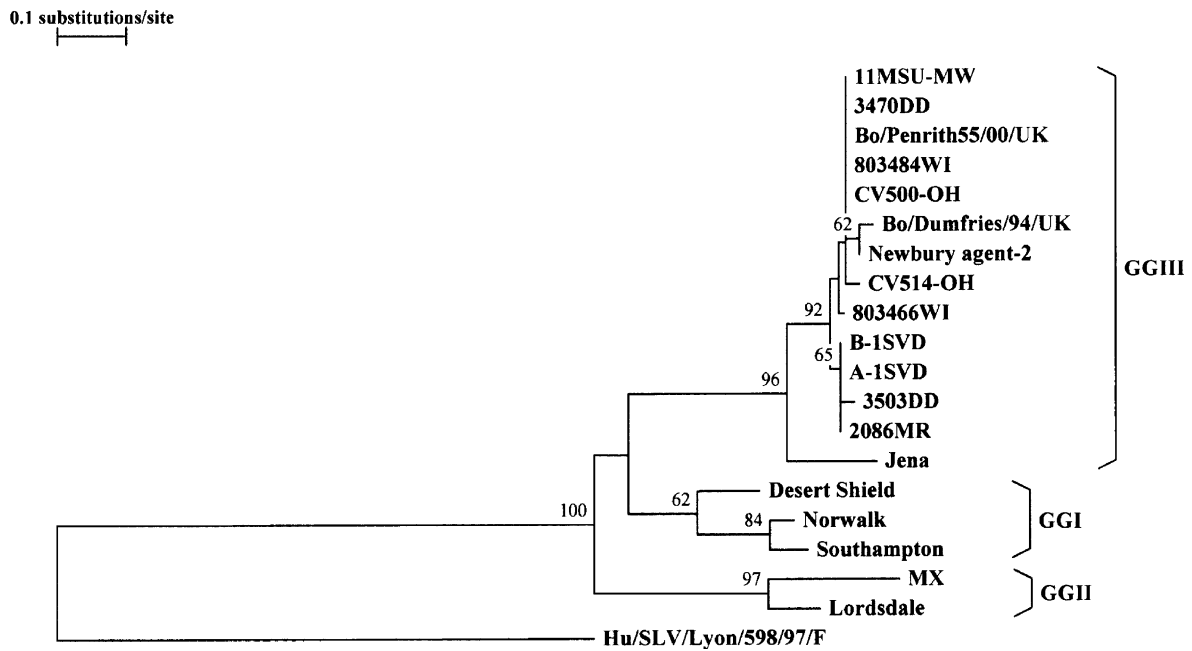 0.1 substitutions/site
11MSU-MW
3470DD
Bo/Penrith55/00/UK
803484WI
CV500-OH
62
Bo/Dumfries/94/UK
Newbury agent-2
GGIII
CV514-OH
92
803466WI
B-1SVD
65
A-1SVD
96
3503DD
2086MR
Jena
Desert Shield
62
100
84
Norwalk
GGI
Southampton
97
MX
GGII
Lordsdale
Hu/SLV/Lyon/598/97/F